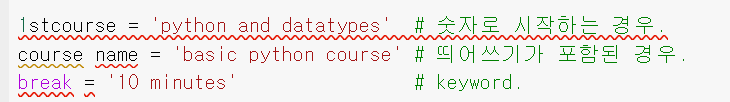 1stcourse = 'python and datatypes'  # 숫자로 시작하는 경우.
course name = 'basic python course' # 띄어쓰기가 포함된 경우.
break = '10 minutes'                # keyword.